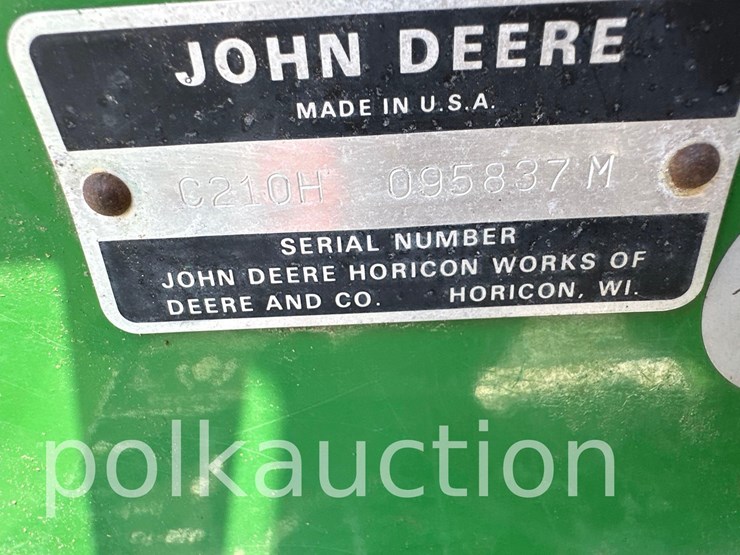 JOHN DEERE
MADE IN U.S.A.
C210H 095837 M
SERIAL NUMBER
JOHN DEERE HORICON WORKS OF
DEERE AND CO. HORICON, WI.
polkauction